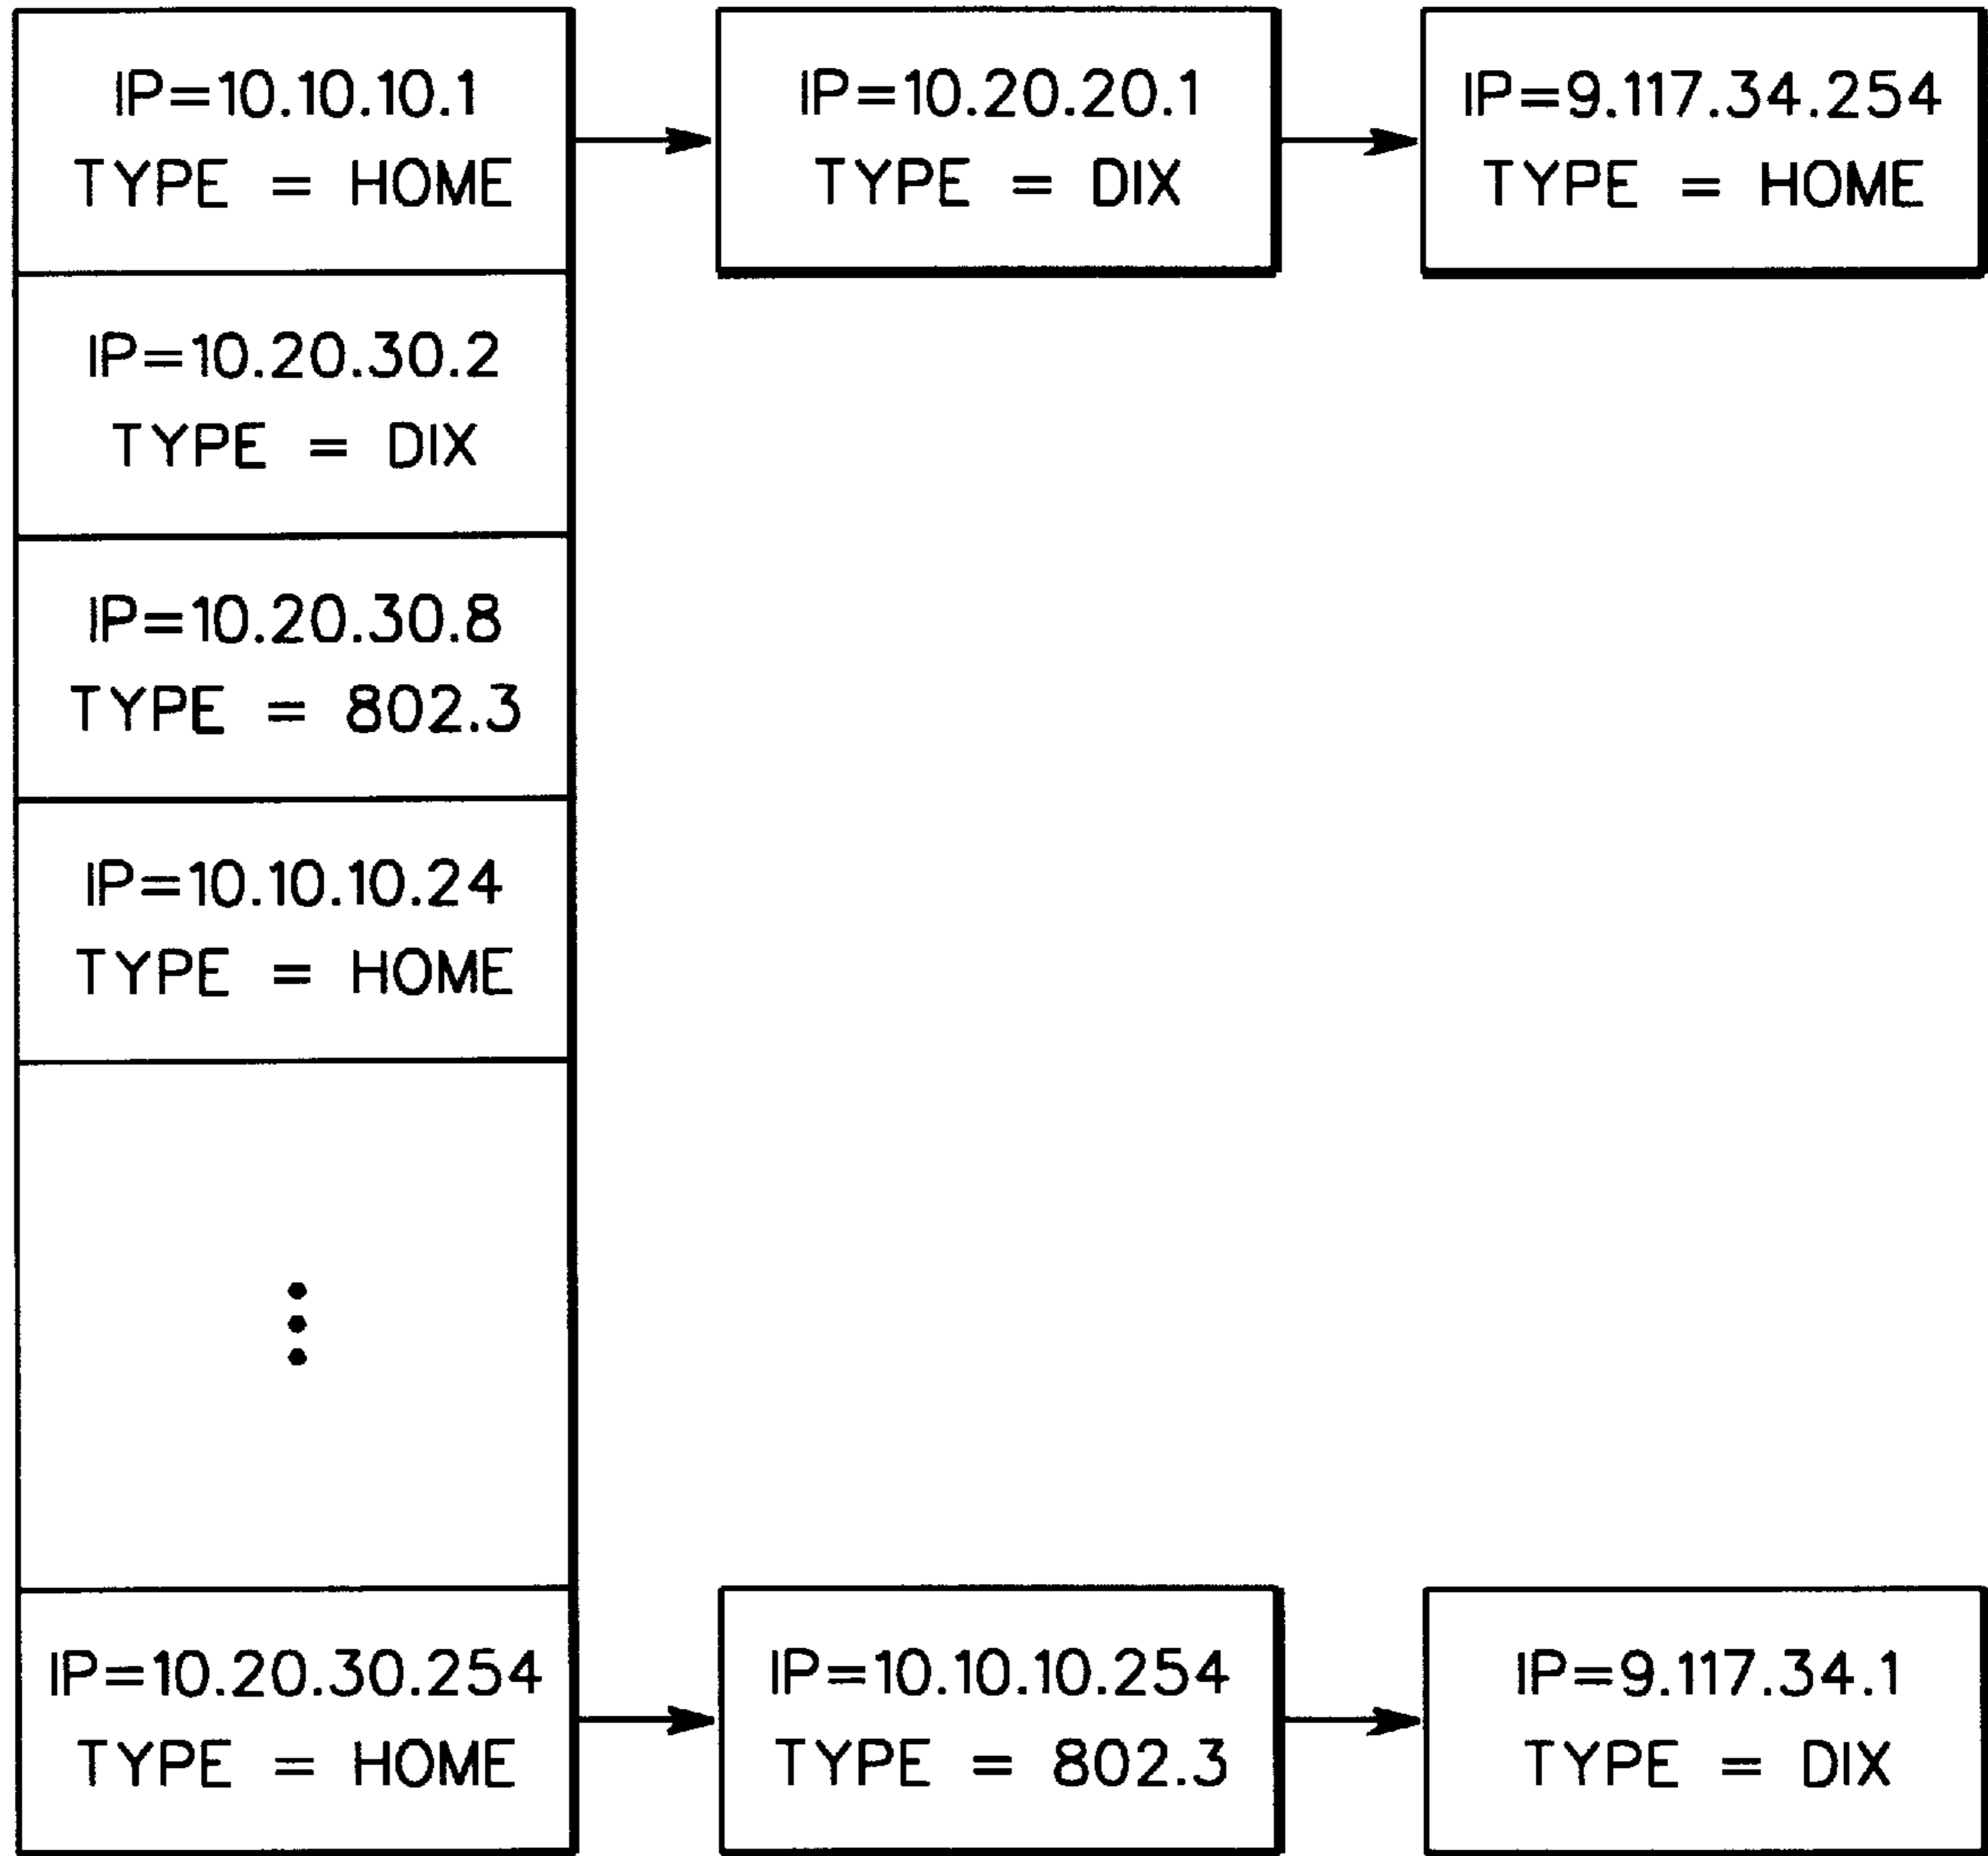 IP=10.10.10.1
TYPE = HOME
IP=10.20.20.1
TYPE = DIX
IP=9.117.34.254
TYPE = HOME
IP=10.20.30.2
TYPE = DIX
IP=10.20.30.8
TYPE = 802.3
IP=10.10.10.24
TYPE = HOME
IP=10.20.30.254
TYPE = HOME
IP=10.10.10.254
TYPE = 802.3
IP=9.117.34.1
TYPE = DIX